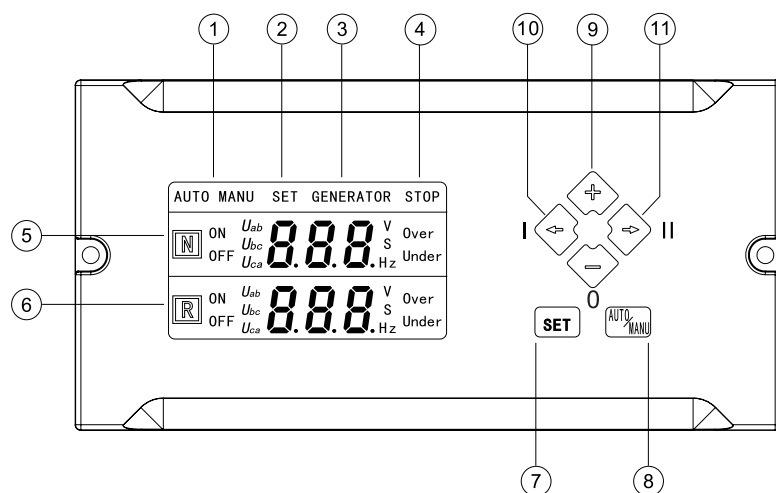 1 2 3 4 10 9 11
AUTO MANU SET GENERATOR STOP
5 N ON OFF Uab Ubc Uca 8.8.8. V S Hz Over Under
6 R ON OFF Uab Ubc Uca 8.8.8. V S Hz Over Under
+
I ← → II
−
0
SET AUTO/MANU
7 8